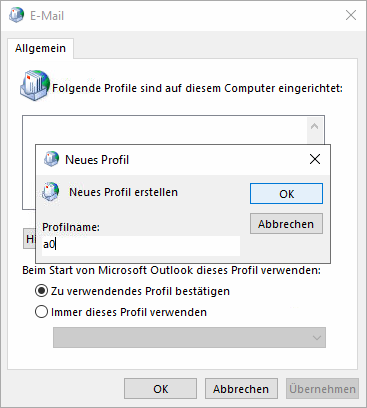 E-Mail
Allgemein
Folgende Profile sind auf diesem Computer eingerichtet:
Neues Profil
Neues Profil erstellen
OK
Abbrechen
Profilname:
a0
Hi
Beim Start von Microsoft Outlook dieses Profil verwenden:
Zu verwendendes Profil bestätigen
Immer dieses Profil verwenden
OK
Abbrechen
Übernehmen